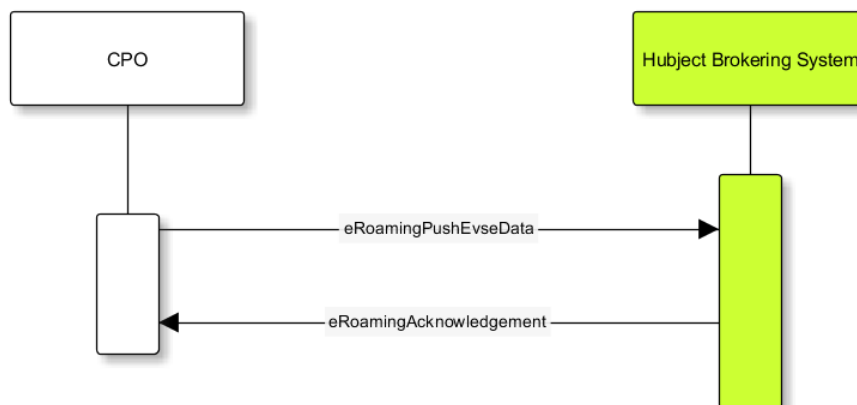 CPO
Hubject Brokering System
eRoamingPushEvseData
eRoamingAcknowledgement